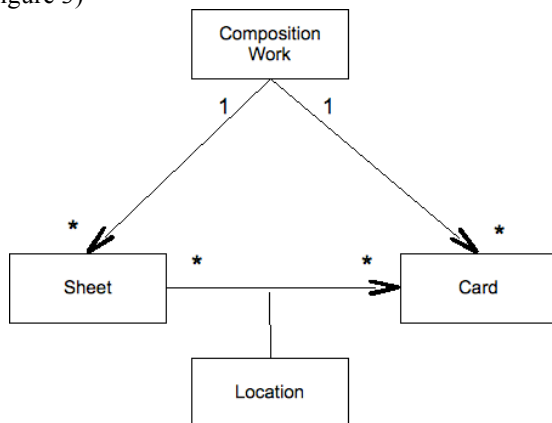 igure 3)
Composition
Work
1 1
* *
* *
Sheet Card
Location